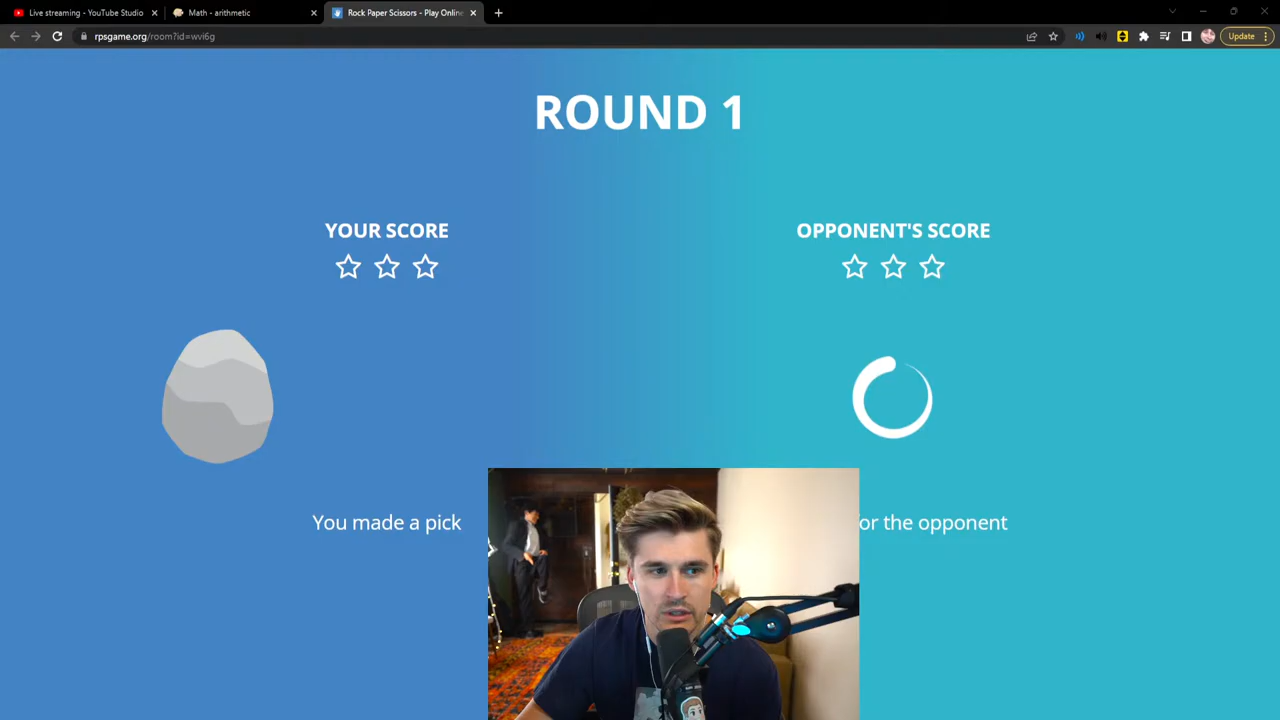 Live streaming - YouTube Studio
Math - arithmetic
Rock Paper Scissors - Play Online
rpsgame.org/room?id=wvi6g
Update
ROUND 1
YOUR SCORE
OPPONENT'S SCORE
You made a pick
for the opponent